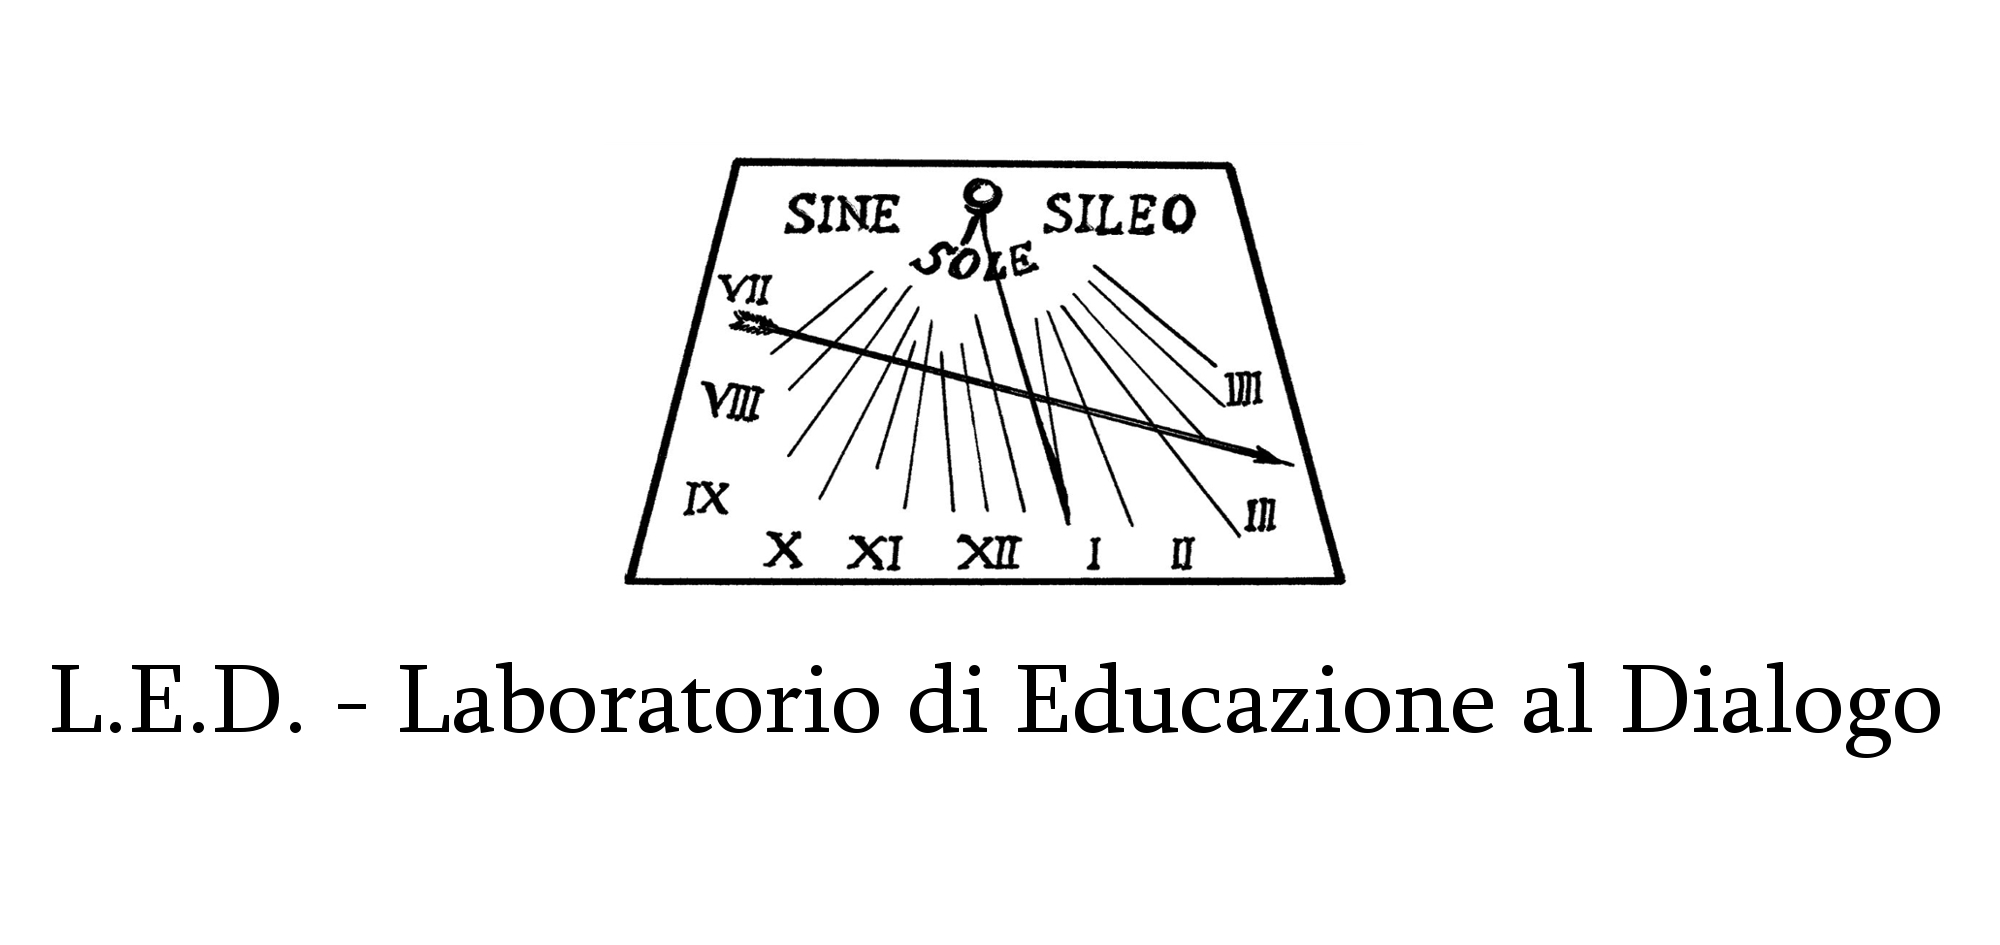 SINE SILEO
SOLE
VII
VIII IIII
IX III
X XI XII I II
L.E.D. - Laboratorio di Educazione al Dialogo